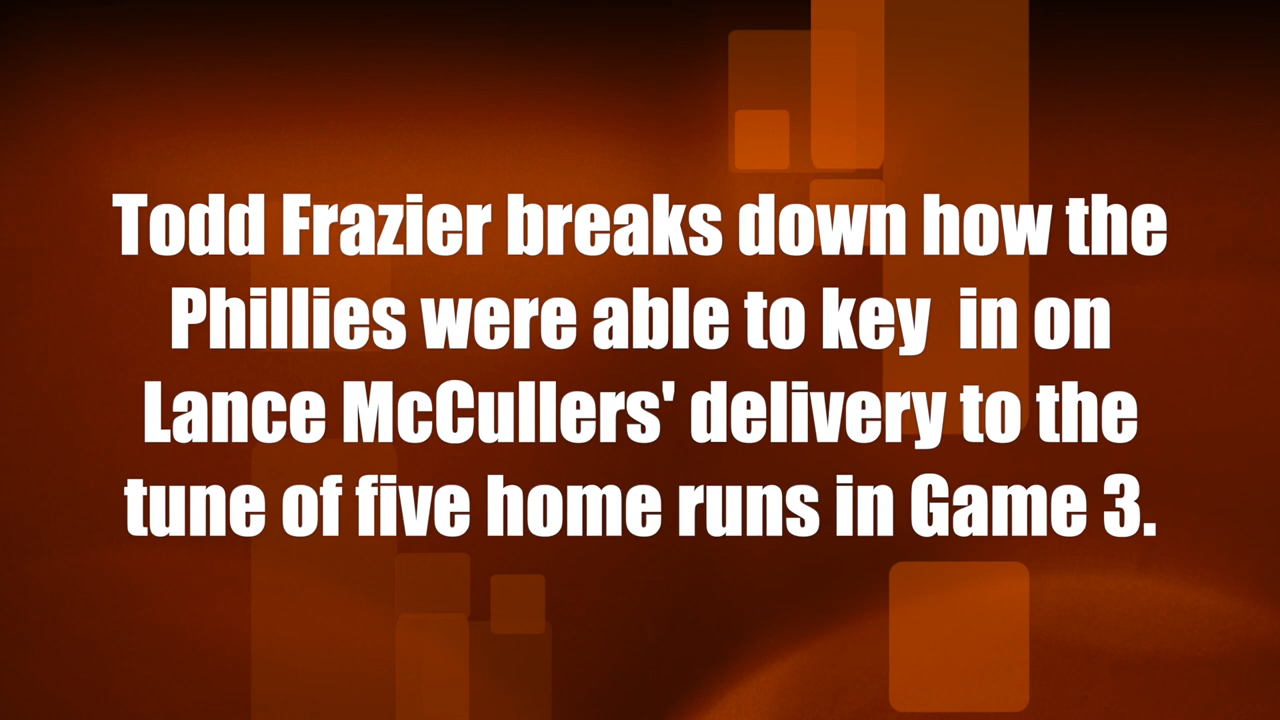 Todd Frazier breaks down how the
Phillies were able to key  in on
Lance McCullers' delivery to the
tune of five home runs in Game 3.